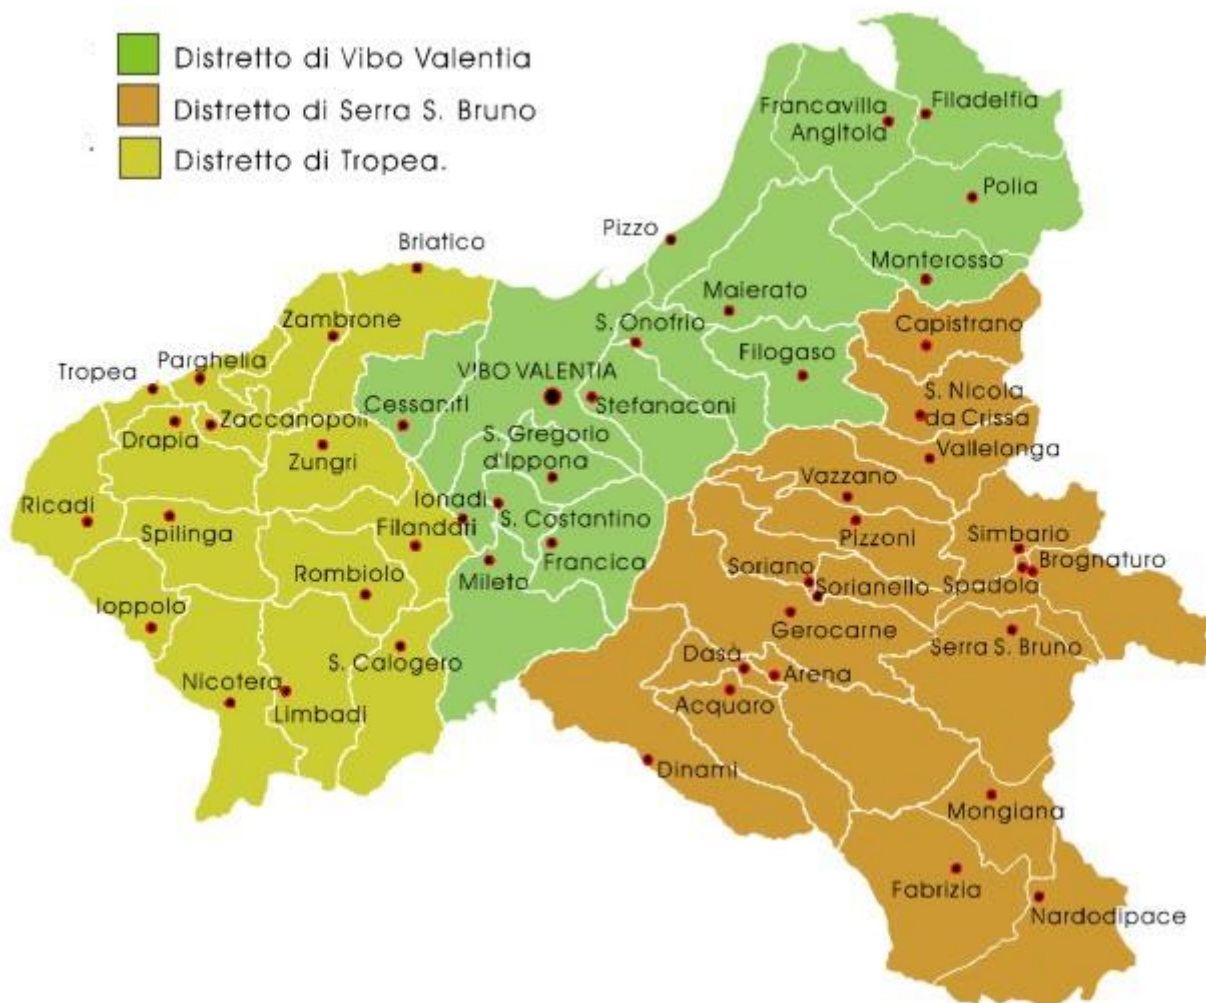 Distretto di Vibo Valentia
Distretto di Serra S. Bruno
Distretto di Tropea.
Francavilla
Angitola
Filadelfia
Polia
Pizzo
Briatico
Monterosso
Maierato
Zambrone
S. Onofrio
Capistrano
Parghelia
Filogaso
Tropea
VIBO VALENTIA
S. Nicola
da Crissa
Cessaniti
Stefanaconi
Zaccanopoli
Drapia
S. Gregorio
d'Ippona
Vallelonga
Zungri
Vazzano
Ionadi
Ricadi
S. Costantino
Spilinga
Filandari
Pizzoni
Simbario
Francica
Brognaturo
Mileto
Soriano
Rombiolo
Sorianello
Spadola
Ioppolo
Gerocarne
Serra S. Bruno
S. Calogero
Dasà
Arena
Nicotera
Acquaro
Limbadi
Dinami
Mongiana
Fabrizia
Nardodipace